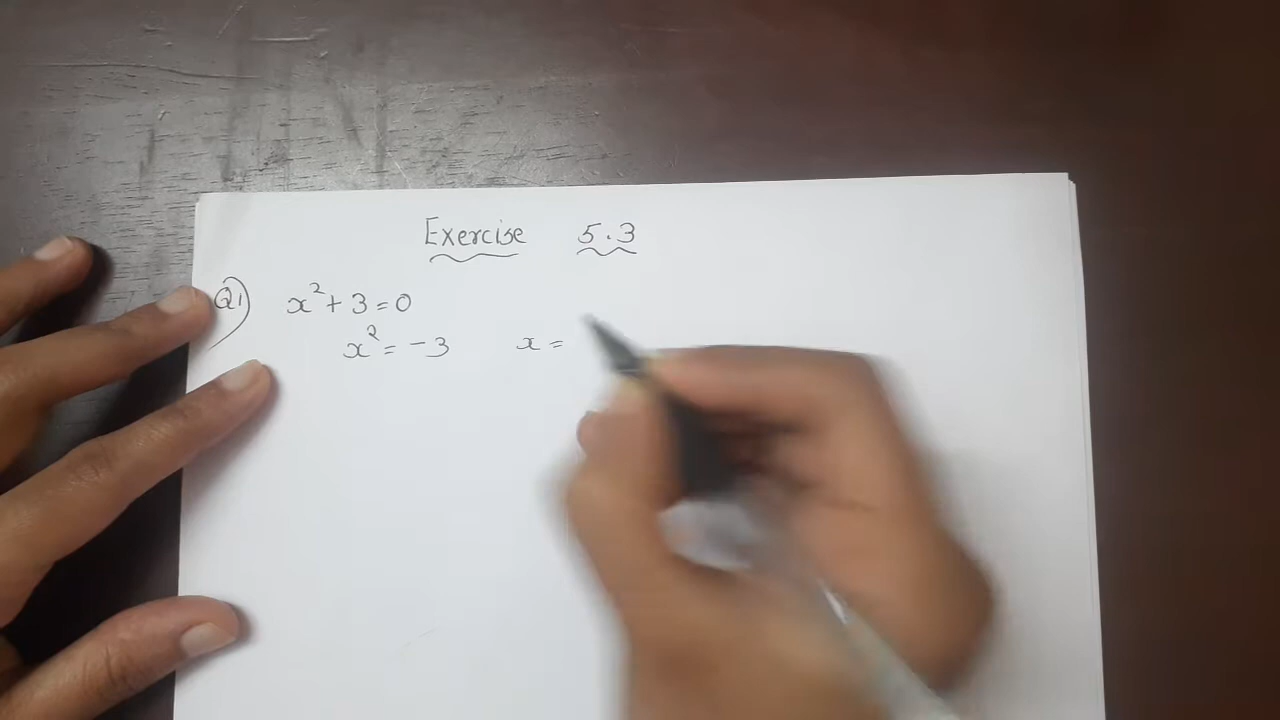 Exercise 5.3
Q1) x² + 3 = 0
x² = -3 x =